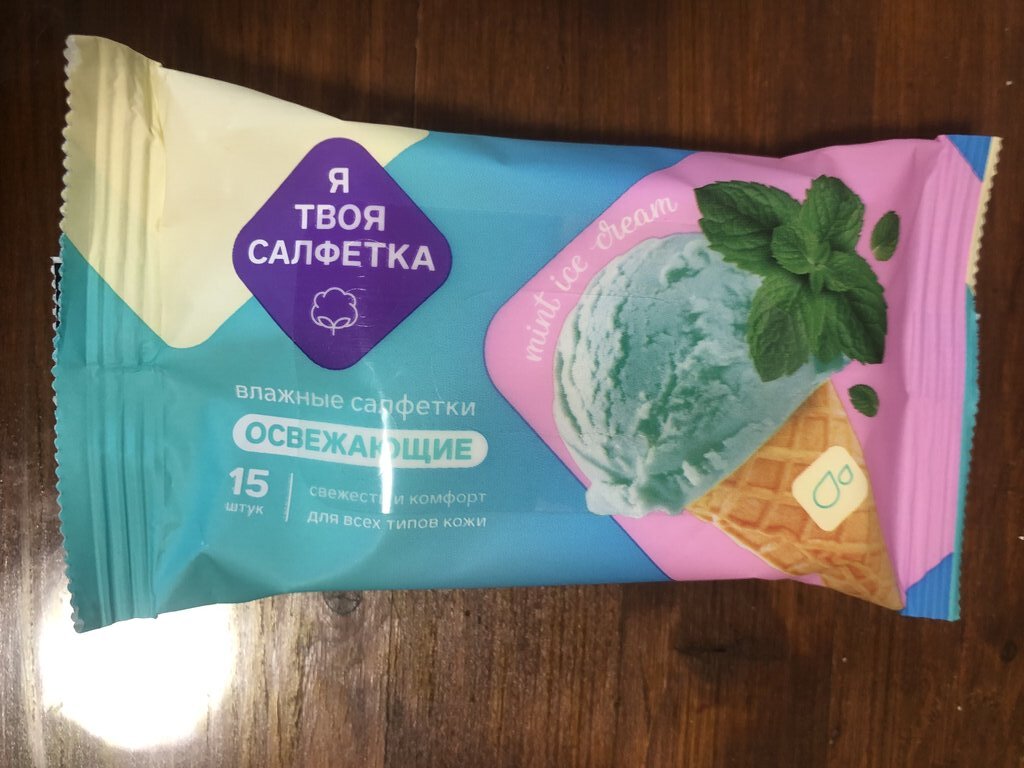 Я
ТВОЯ
САЛФЕТКА
mint ice cream
влажные салфетки
ОСВЕЖАЮЩИЕ
15
штук
свежесть и комфорт
для всех типов кожи